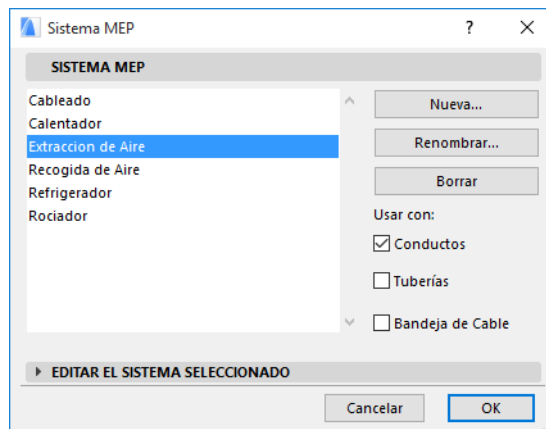 Sistema MEP
?
SISTEMA MEP
Cableado
Calentador
Extraccion de Aire
Recogida de Aire
Refrigerador
Rociador
Nueva...
Renombrar...
Borrar
Usar con:
Conductos
Tuberías
Bandeja de Cable
EDITAR EL SISTEMA SELECCIONADO
Cancelar
OK